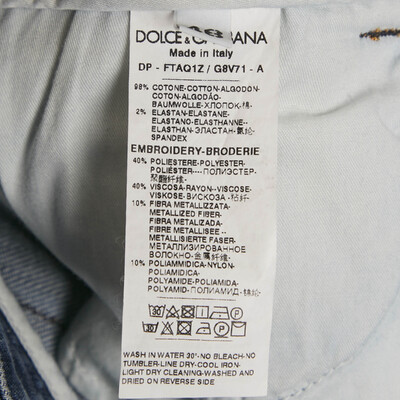 DOLCE&GABBANA
Made in Italy
DP - FTAQ1Z / G8V71 - A
98% COTONE-COTTON-ALGODON-
COTON-ALGODÃO-
BAUMWOLLE-ХЛОПОК-棉-
2% ELASTAN-ELASTANE-
ELASTANO-ELASTHANNE--
ELASTHAN-ЭЛАСТАН-氨纶-
SPANDEX
EMBROIDERY-BRODERIE
40% POLIESTERE-POLYESTER-
POLIÉSTER----ПОЛИЭСТЕР-
聚酯纤维-
40% VISCOSA-RAYON--VISCOSE-
VISKOSE-ВИСКОЗА-粘纤-
10% FIBRA METALLIZZATA-
METALLIZED FIBER-
FIBRA METALIZADA-
FIBRE METALLISEE--
METALLISIERTE FASER-
МЕТАЛЛИЗИРОВАННОЕ
ВОЛОКНО-金属纤维-
10% POLIAMMIDICA-NYLON-
POLIAMIDICA-
POLYAMIDE-POLIAMIDA-
POLYAMID-ПОЛИАМИД-锦纶-
WASH IN WATER 30°-NO BLEACH-NO
TUMBLE-INTENSIVE DRY-COOL IRON-
LIGHT DRY CLEANING-WASHED AND
DRIED ON REVERSE SIDE